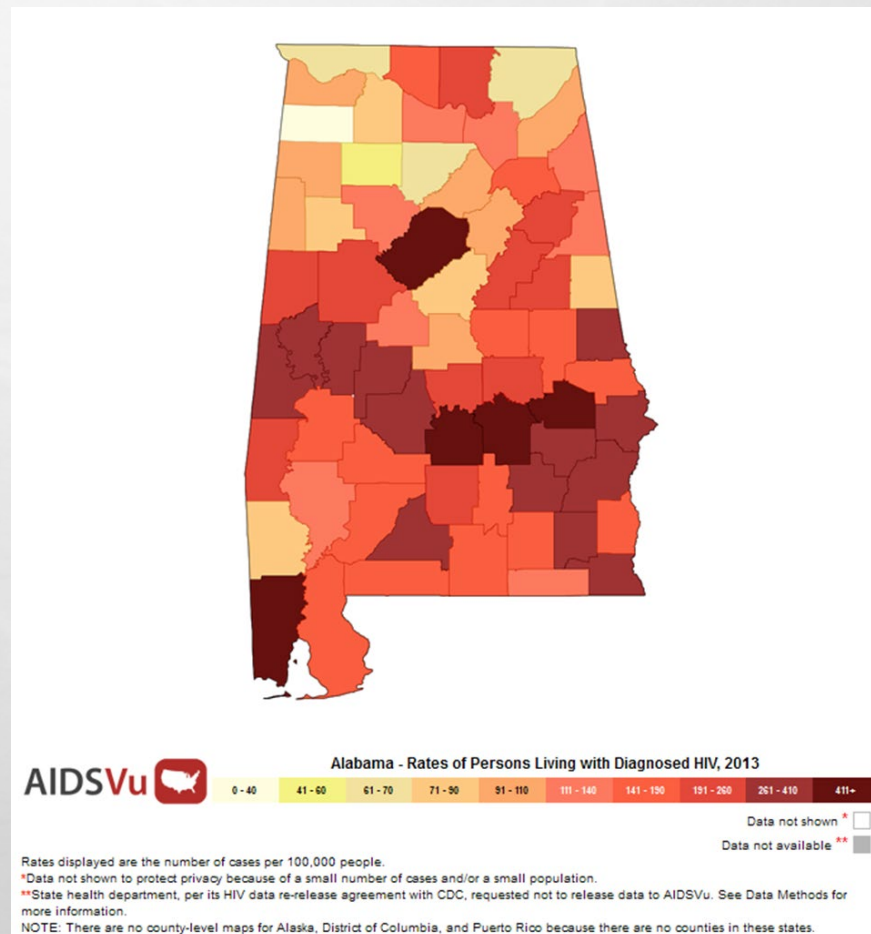 AIDSVu
Alabama - Rates of Persons Living with Diagnosed HIV, 2013
0 - 40 41 - 60 61 - 70 71 - 90 91 - 110 111 - 140 141 - 190 191 - 260 261 - 410 411+
Data not shown *
Data not available **
Rates displayed are the number of cases per 100,000 people.
*Data not shown to protect privacy because of a small number of cases and/or a small population.
**State health department, per its HIV data re-release agreement with CDC, requested not to release data to AIDSVu. See Data Methods for
more information.
NOTE: There are no county-level maps for Alaska, District of Columbia, and Puerto Rico because there are no counties in these states.